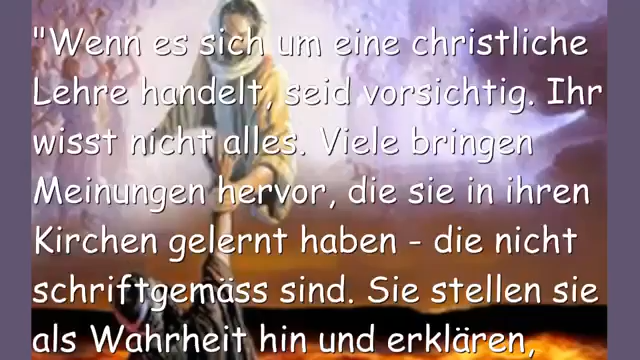 "Wenn es sich um eine christliche
Lehre handelt, seid vorsichtig. Ihr
wisst nicht alles. Viele bringen
Meinungen hervor, die sie in ihren
Kirchen gelernt haben - die nicht
schriftgemäss sind. Sie stellen sie
als Wahrheit hin und erklären,